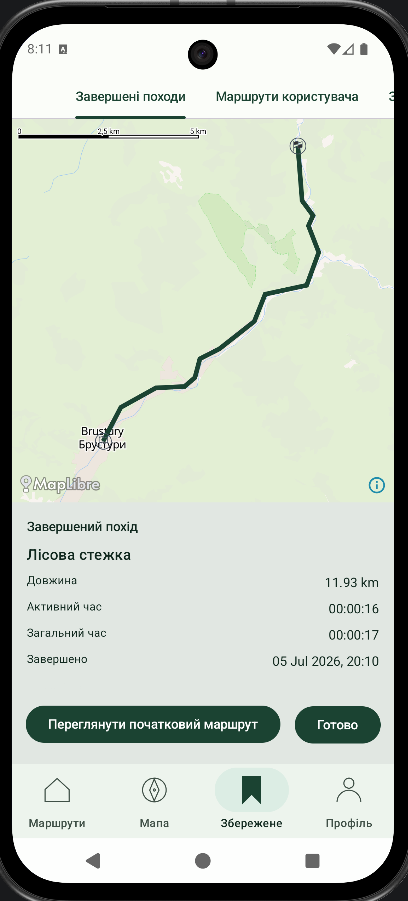 8:11
Завершені походи Маршрути користувача З
0 2,5 km 5 km
Brustury
Брустури
MapLibre
Завершений похід
Лісова стежка
Довжина 11.93 km
Активний час 00:00:16
Загальний час 00:00:17
Завершено 05 Jul 2026, 20:10
Переглянути початковий маршрут Готово
Маршрути Мапа Збережене Профіль